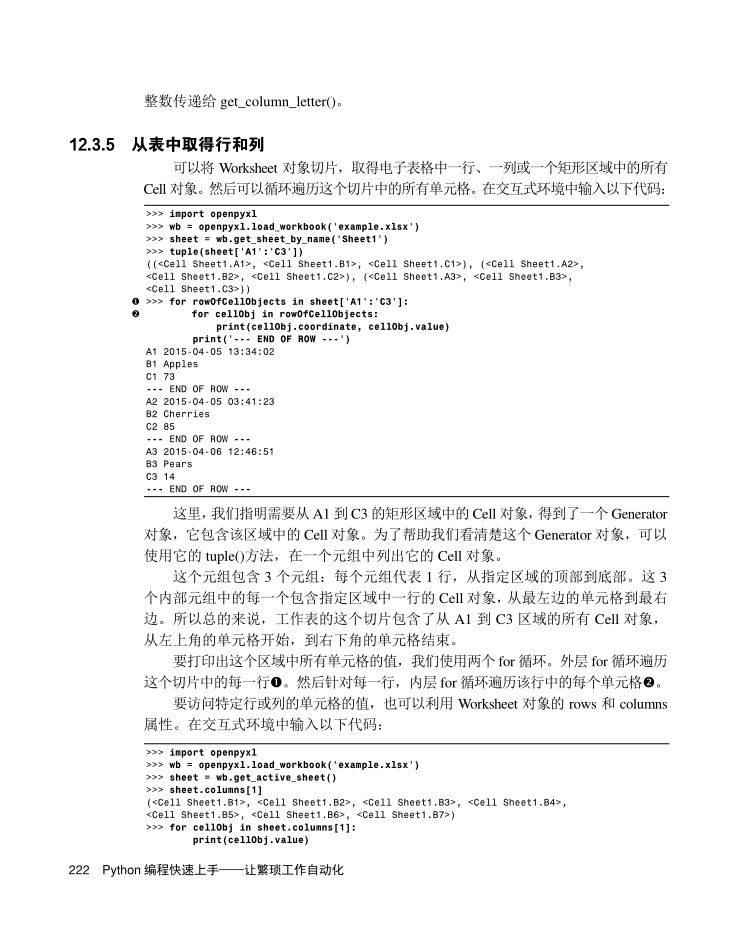 整数传递给 get_column_letter()。
12.3.5 从表中取得行和列
可以将 Worksheet 对象切片，取得电子表格中一行、一列或一个矩形区域中的所有
Cell 对象。然后可以循环遍历这个切片中的所有单元格。在交互式环境中输入以下代码：
>>> import openpyxl
>>> wb = openpyxl.load_workbook('example.xlsx')
>>> sheet = wb.get_sheet_by_name('Sheet1')
>>> tuple(sheet['A1':'C3'])
((<Cell Sheet1.A1>, <Cell Sheet1.B1>, <Cell Sheet1.C1>), (<Cell Sheet1.A2>,
<Cell Sheet1.B2>, <Cell Sheet1.C2>), (<Cell Sheet1.A3>, <Cell Sheet1.B3>,
<Cell Sheet1.C3>))
❶ >>> for rowOfCellObjects in sheet['A1':'C3']:
❷ for cellObj in rowOfCellObjects:
print(cellObj.coordinate, cellObj.value)
print('--- END OF ROW ---')
A1 2015-04-05 13:34:02
B1 Apples
C1 73
--- END OF ROW ---
A2 2015-04-05 03:41:23
B2 Cherries
C2 85
--- END OF ROW ---
A3 2015-04-06 12:46:51
B3 Pears
C3 14
--- END OF ROW ---
这里，我们指明需要从 A1 到 C3 的矩形区域中的 Cell 对象，得到了一个 Generator
对象，它包含该区域中的 Cell 对象。为了帮助我们看清楚这个 Generator 对象，可以
使用它的 tuple()方法，在一个元组中列出它的 Cell 对象。
这个元组包含 3 个元组：每个元组代表 1 行，从指定区域的顶部到底部。这 3
个内部元组中的每一个包含指定区域中一行的 Cell 对象，从最左边的单元格到最右
边。所以总的来说，工作表的这个切片包含了从 A1 到 C3 区域的所有 Cell 对象，
从左上角的单元格开始，到右下角的单元格结束。
要打印出这个区域中所有单元格的值，我们使用两个 for 循环。外层 for 循环遍历
这个切片中的每一行❶。然后针对每一行，内层 for 循环遍历该行中的每个单元格❷。
要访问特定行或列的单元格的值，也可以利用 Worksheet 对象的 rows 和 columns
属性。在交互式环境中输入以下代码：
>>> import openpyxl
>>> wb = openpyxl.load_workbook('example.xlsx')
>>> sheet = wb.get_active_sheet()
>>> sheet.columns[1]
(<Cell Sheet1.B1>, <Cell Sheet1.B2>, <Cell Sheet1.B3>, <Cell Sheet1.B4>,
<Cell Sheet1.B5>, <Cell Sheet1.B6>, <Cell Sheet1.B7>)
>>> for cellObj in sheet.columns[1]:
print(cellObj.value)
222 Python 编程快速上手——让繁琐工作自动化